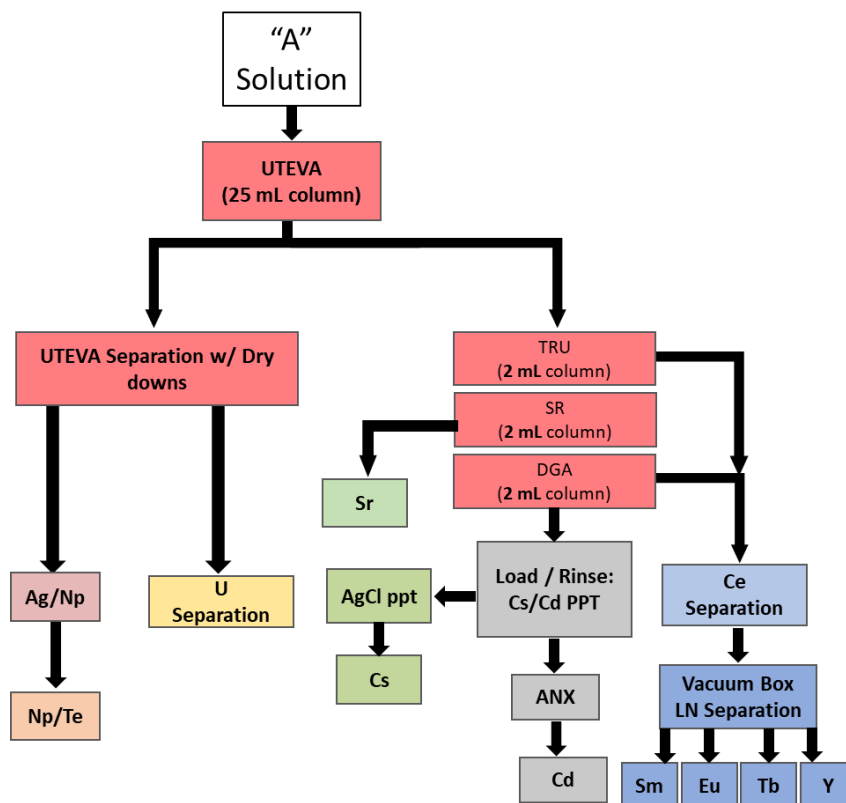 “A”
Solution
UTEVA
(25 mL column)
UTEVA Separation w/ Dry
downs
TRU
(2 mL column)
SR
(2 mL column)
DGA
(2 mL column)
Sr
Load / Rinse:
Cs/Cd PPT
AgCl ppt
Cs
ANX
Cd
Ag/Np
Np/Te
U
Separation
Ce
Separation
Vacuum Box
LN Separation
Sm
Eu
Tb
Y